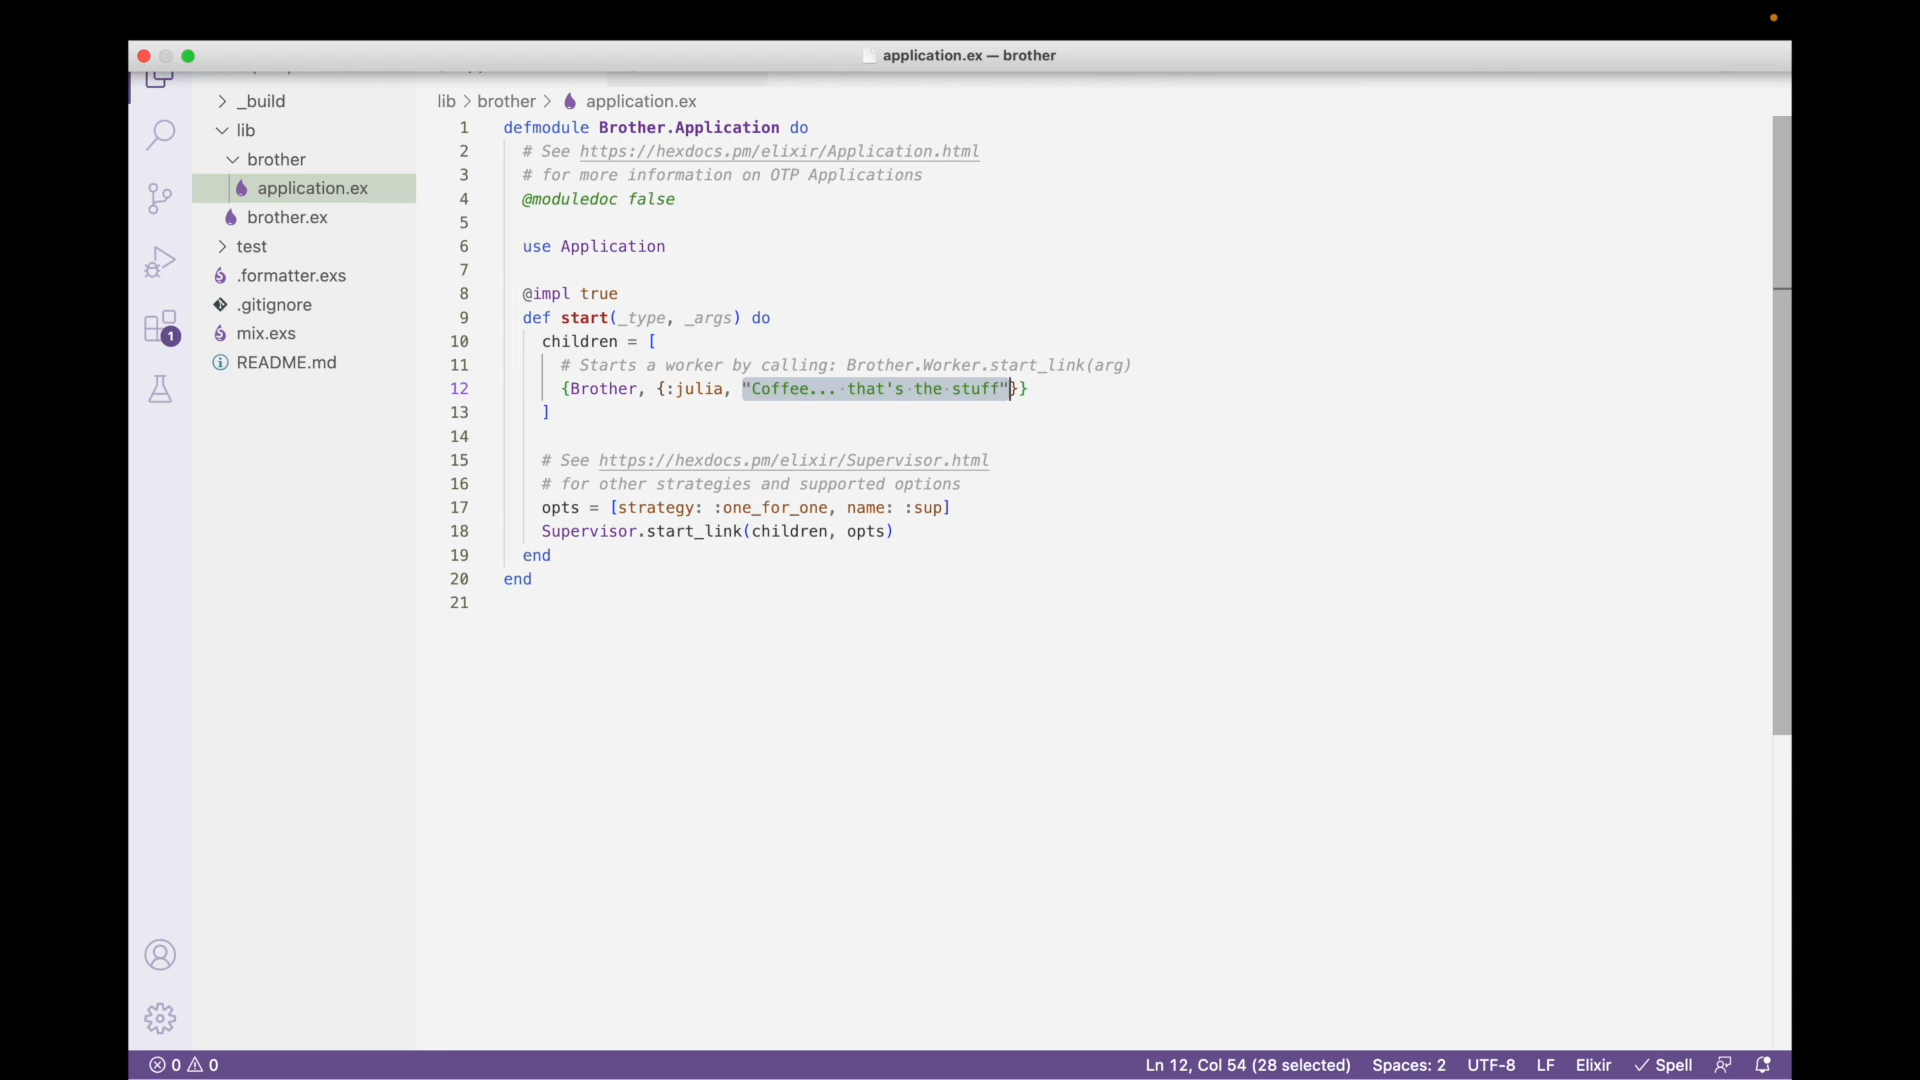 application.ex — brother
_build
lib
brother
application.ex
brother.ex
test
.formatter.exs
.gitignore
mix.exs
README.md
1
lib > brother > application.ex
1 defmodule Brother.Application do
2 # See https://hexdocs.pm/elixir/Application.html
3 # for more information on OTP Applications
4 @moduledoc false
5
6 use Application
7
8 @impl true
9 def start(_type, _args) do
10 children = [
11 # Starts a worker by calling: Brother.Worker.start_link(arg)
12 {Brother, {:julia, "Coffee... that's the stuff"}}
13 ]
14
15 # See https://hexdocs.pm/elixir/Supervisor.html
16 # for other strategies and supported options
17 opts = [strategy: :one_for_one, name: :sup]
18 Supervisor.start_link(children, opts)
19 end
20 end
21
0 0 Ln 12, Col 54 (28 selected) Spaces: 2 UTF-8 LF Elixir Spell